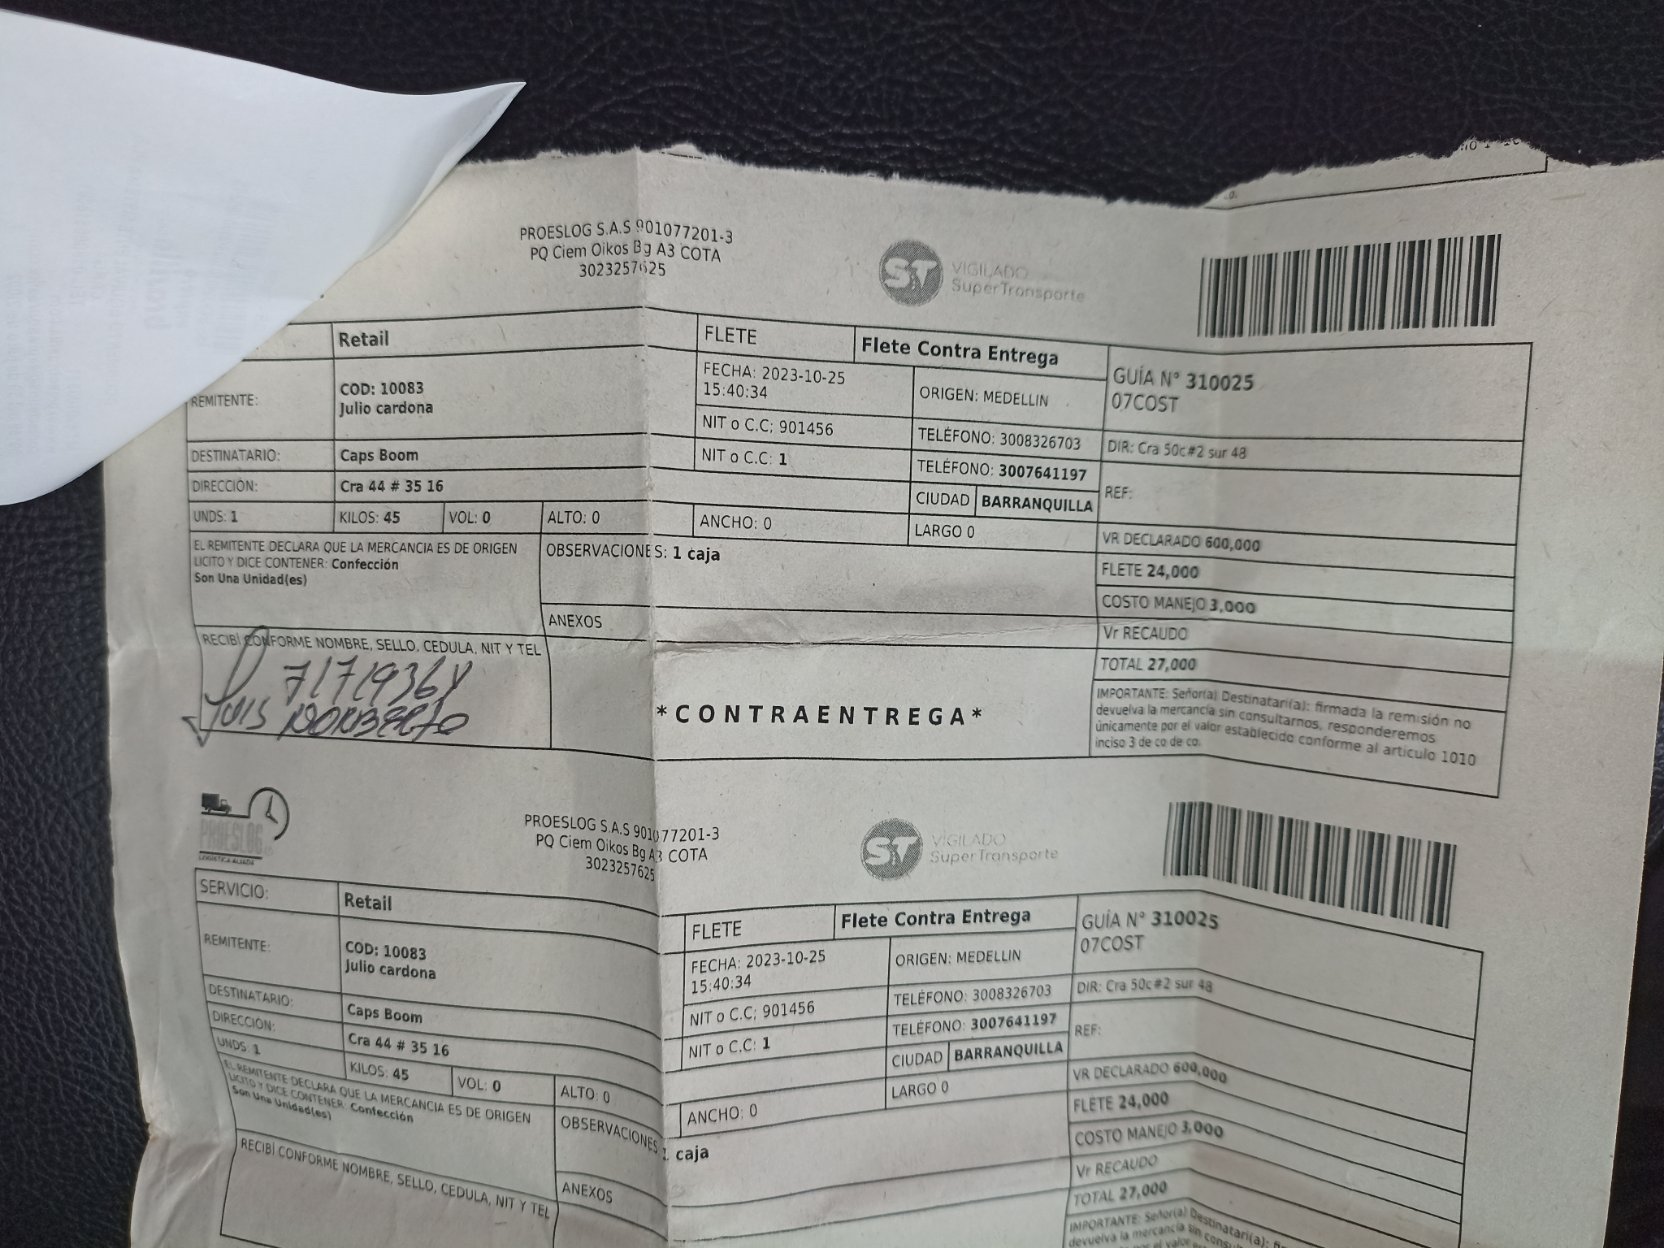 PROESLOG S.A.S 901077201-3
PQ Ciem Oikos Bg A3 COTA
3023257625
ST VIGILADO
SuperTransporte
Retail
FLETE
Flete Contra Entrega
GUÍA N° 310025
07COST
REMITENTE:
COD: 10083
Julio cardona
FECHA: 2023-10-25
15:40:34
ORIGEN: MEDELLIN
NIT o C.C; 901456
TELÉFONO: 3008326703
DIR: Cra 50c#2 sur 48
DESTINATARIO:
Caps Boom
NIT o C.C: 1
TELÉFONO: 3007641197
DIRECCIÓN:
Cra 44 # 35 16
CIUDAD
BARRANQUILLA
REF:
UNDS: 1
KILOS: 45
VOL: 0
ALTO: 0
ANCHO: 0
LARGO 0
VR DECLARADO 600,000
EL REMITENTE DECLARA QUE LA MERCANCIA ES DE ORIGEN
LICITO Y DICE CONTENER: Confección
Son Una Unidad(es)
OBSERVACIONES: 1 caja
FLETE 24,000
COSTO MANEJO 3,000
ANEXOS
Vr RECAUDO
RECIBÍ CONFORME NOMBRE, SELLO, CEDULA, NIT Y TEL
TOTAL 27,000
Luis
*CONTRAENTREGA*
IMPORTANTE: Señor(a) Destinatari(a): firmada la remisión no
devuelva la mercancía sin consultarnos, responderemos
únicamente por el valor establecido conforme al articulo 1010
inciso 3 de co de co.
PROESLOG
LOGÍSTICA ALIADA
PROESLOG S.A.S 901077201-3
PQ Ciem Oikos Bg A3 COTA
3023257625
ST VIGILADO
SuperTransporte
SERVICIO:
Retail
FLETE
Flete Contra Entrega
GUÍA N° 310025
07COST
REMITENTE:
COD: 10083
Julio cardona
FECHA: 2023-10-25
15:40:34
ORIGEN: MEDELLIN
NIT o C.C; 901456
TELÉFONO: 3008326703
DIR: Cra 50c#2 sur 48
DESTINATARIO:
Caps Boom
NIT o C.C: 1
TELÉFONO: 3007641197
DIRECCIÓN:
Cra 44 # 35 16
CIUDAD
BARRANQUILLA
REF:
UNDS: 1
KILOS: 45
VOL: 0
ALTO: 0
ANCHO: 0
LARGO 0
VR DECLARADO 600,000
EL REMITENTE DECLARA QUE LA MERCANCIA ES DE ORIGEN
LICITO Y DICE CONTENER: Confección
Son Una Unidad(es)
OBSERVACIONES: 1 caja
FLETE 24,000
COSTO MANEJO 3,000
ANEXOS
Vr RECAUDO
RECIBÍ CONFORME NOMBRE, SELLO, CEDULA, NIT Y TEL
TOTAL 27,000
IMPORTANTE: Señor(a) Destinatari(a):
devuelva la mercancía sin